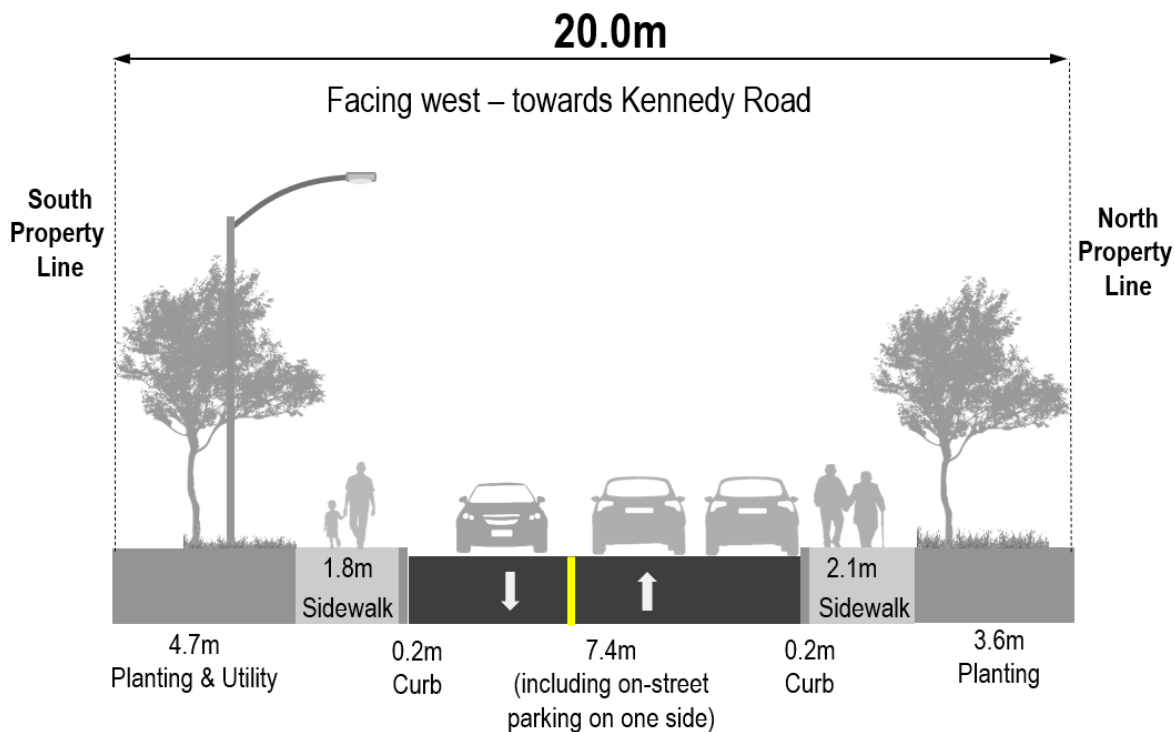 20.0m
Facing west – towards Kennedy Road
South
Property
Line
North
Property
Line
1.8m
Sidewalk
2.1m
Sidewalk
4.7m
Planting & Utility
0.2m
Curb
7.4m
(including on-street
parking on one side)
0.2m
Curb
3.6m
Planting